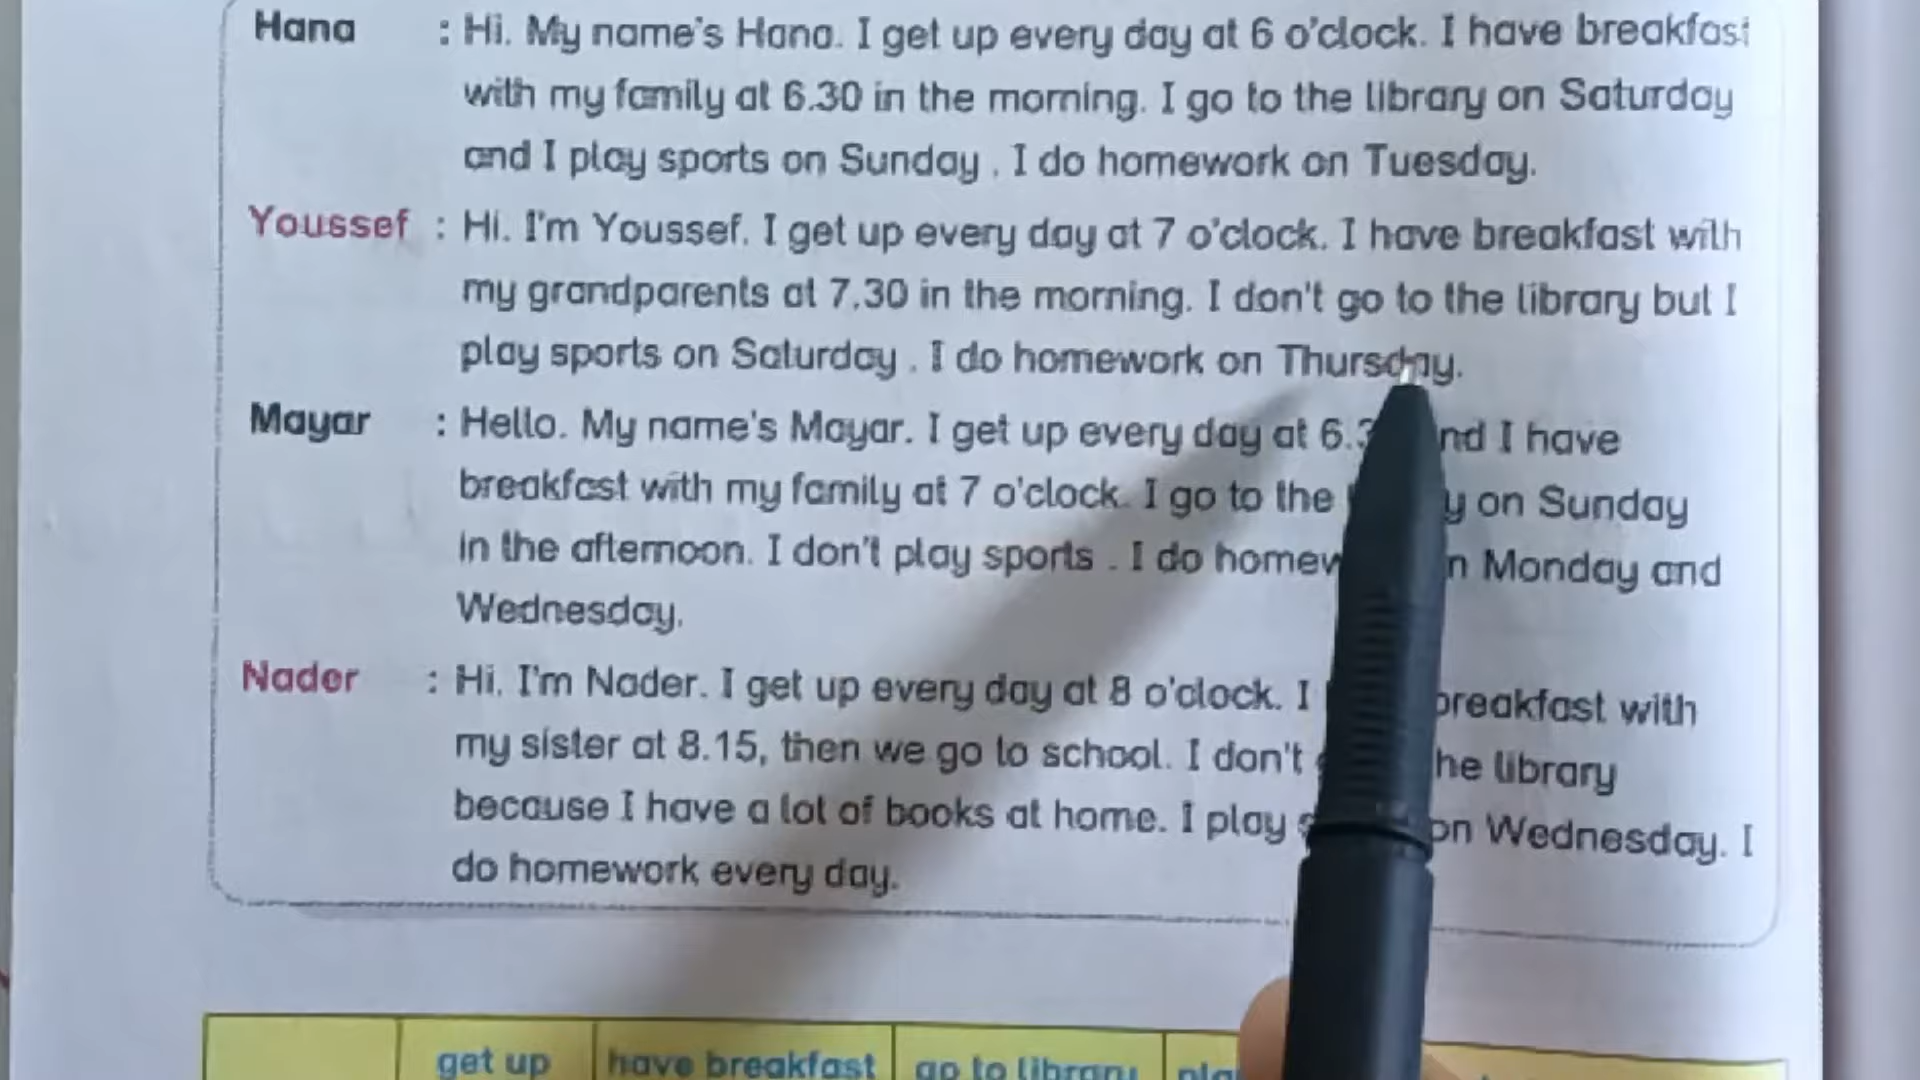 Hana : Hi. My name's Hana. I get up every day at 6 o'clock. I have breakfast
with my family at 6.30 in the morning. I go to the library on Saturday
and I play sports on Sunday . I do homework on Tuesday.
Youssef : Hi. I'm Youssef. I get up every day at 7 o'clock. I have breakfast with
my grandparents at 7.30 in the morning. I don't go to the library but I
play sports on Saturday . I do homework on Thursday.
Mayar : Hello. My name's Mayar. I get up every day at I have
breakfast with my family at 7 o'clock. I go to the on Sunday
in the afternoon. I don't play sports . I do Monday and
Wednesday.
Nader : Hi. I'm Nader. I get up every day at 8 o'clock. I breakfast with
my sister at 8.15, then we go to school. I don't library
because I have a lot of books at home. I play on Wednesday. I
do homework every day.
get up have breakfast go to library